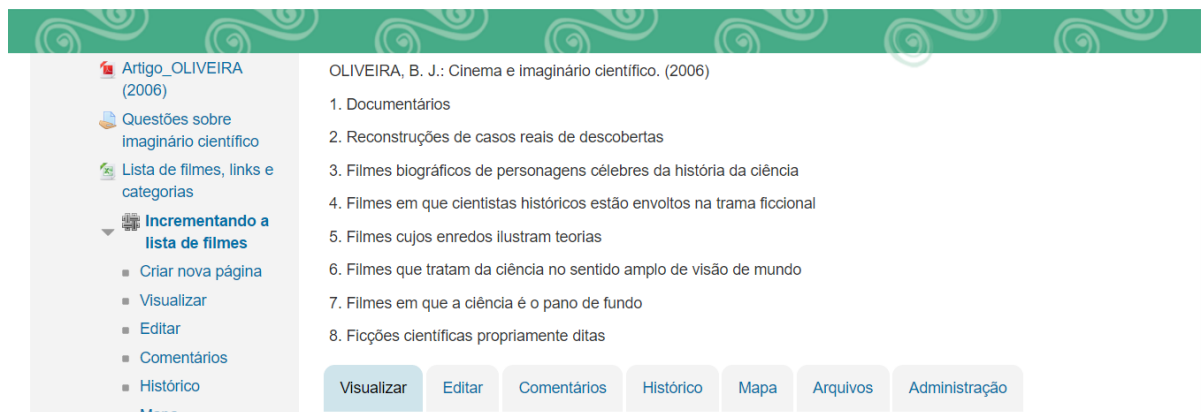 Artigo_OLIVEIRA
(2006)
Questões sobre
imaginário científico
Lista de filmes, links e
categorias
Incrementando a
lista de filmes
Criar nova página
Visualizar
Editar
Comentários
Histórico
OLIVEIRA, B. J.: Cinema e imaginário científico. (2006)
1. Documentários
2. Reconstruções de casos reais de descobertas
3. Filmes biográficos de personagens célebres da história da ciência
4. Filmes em que cientistas históricos estão envoltos na trama ficcional
5. Filmes cujos enredos ilustram teorias
6. Filmes que tratam da ciência no sentido amplo de visão de mundo
7. Filmes em que a ciência é o pano de fundo
8. Ficções científicas propriamente ditas
Visualizar Editar Comentários Histórico Mapa Arquivos Administração